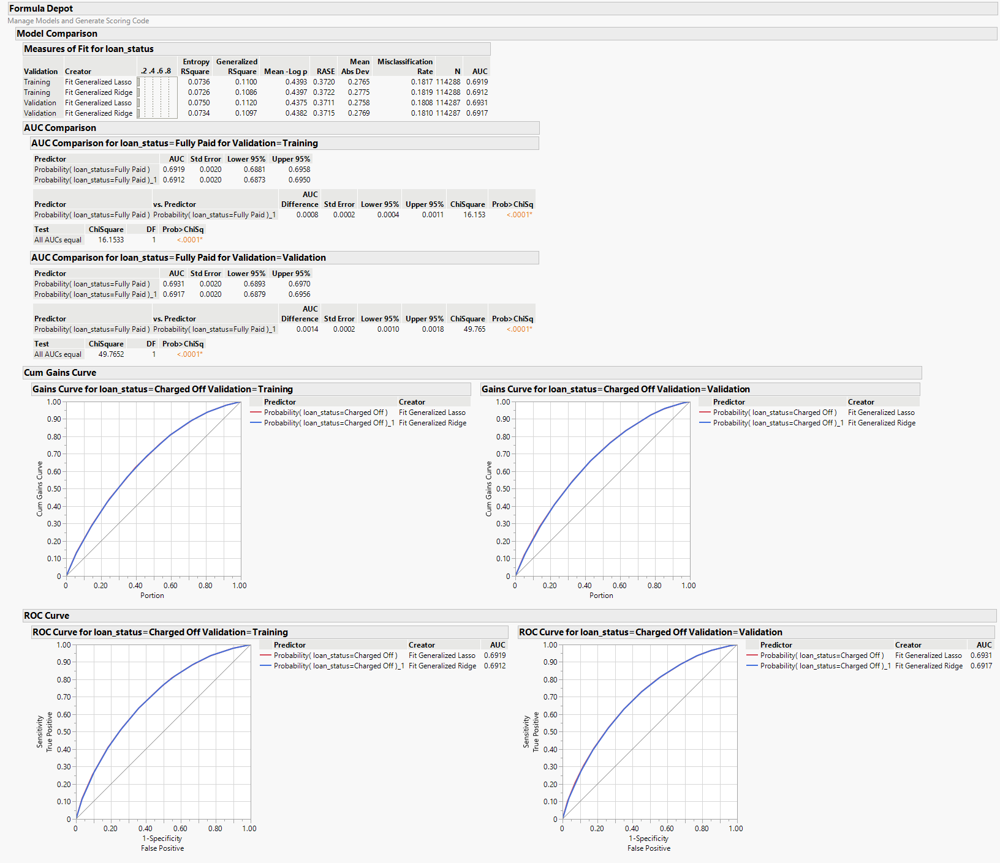 Formula Depot
Manage Models and Generate Scoring Code
Model Comparison
Measures of Fit for loan_status
Entropy Generalized Mean Misclassification
Validation Creator .2 .4 .6 .8 RSquare RSquare Mean -Log p RASE Abs Dev Rate N AUC
Training Fit Generalized Lasso 0.0736 0.1100 0.4393 0.3720 0.2765 0.1817 114288 0.6919
Training Fit Generalized Ridge 0.0726 0.1086 0.4397 0.3722 0.2775 0.1819 114288 0.6912
Validation Fit Generalized Lasso 0.0750 0.1120 0.4375 0.3711 0.2758 0.1808 114287 0.6931
Validation Fit Generalized Ridge 0.0734 0.1097 0.4382 0.3715 0.2769 0.1810 114287 0.6917
AUC Comparison
AUC Comparison for loan_status=Fully Paid for Validation=Training
Predictor AUC Std Error Lower 95% Upper 95%
Probability( loan_status=Fully Paid ) 0.6919 0.0020 0.6881 0.6958
Probability( loan_status=Fully Paid )_1 0.6912 0.0020 0.6873 0.6950
AUC
Predictor vs. Predictor Difference Std Error Lower 95% Upper 95% ChiSquare Prob>ChiSq
Probability( loan_status=Fully Paid ) Probability( loan_status=Fully Paid )_1 0.0008 0.0002 0.0004 0.0011 16.153 <.0001*
Test ChiSquare DF Prob>ChiSq
All AUCs equal 16.1533 1 <.0001*
AUC Comparison for loan_status=Fully Paid for Validation=Validation
Predictor AUC Std Error Lower 95% Upper 95%
Probability( loan_status=Fully Paid ) 0.6931 0.0020 0.6893 0.6970
Probability( loan_status=Fully Paid )_1 0.6917 0.0020 0.6879 0.6956
AUC
Predictor vs. Predictor Difference Std Error Lower 95% Upper 95% ChiSquare Prob>ChiSq
Probability( loan_status=Fully Paid ) Probability( loan_status=Fully Paid )_1 0.0014 0.0002 0.0010 0.0018 49.765 <.0001*
Test ChiSquare DF Prob>ChiSq
All AUCs equal 49.7652 1 <.0001*
Cum Gains Curve
Gains Curve for loan_status=Charged Off Validation=Training
Predictor Creator
Probability( loan_status=Charged Off ) Fit Generalized Lasso
Probability( loan_status=Charged Off )_1 Fit Generalized Ridge
1.00
0.90
0.80
0.70
0.60
0.50
0.40
0.30
0.20
0.10
0
Cum Gains Curve
0 0.20 0.40 0.60 0.80 1.00
Portion
Gains Curve for loan_status=Charged Off Validation=Validation
Predictor Creator
Probability( loan_status=Charged Off ) Fit Generalized Lasso
Probability( loan_status=Charged Off )_1 Fit Generalized Ridge
1.00
0.90
0.80
0.70
0.60
0.50
0.40
0.30
0.20
0.10
0
Cum Gains Curve
0 0.20 0.40 0.60 0.80 1.00
Portion
ROC Curve
ROC Curve for loan_status=Charged Off Validation=Training
Predictor Creator AUC
Probability( loan_status=Charged Off ) Fit Generalized Lasso 0.6919
Probability( loan_status=Charged Off )_1 Fit Generalized Ridge 0.6912
1.00
0.90
0.80
0.70
0.60
0.50
0.40
0.30
0.20
0.10
0
Sensitivity
True Positive
0 0.20 0.40 0.60 0.80 1.00
1-Specificity
False Positive
ROC Curve for loan_status=Charged Off Validation=Validation
Predictor Creator AUC
Probability( loan_status=Charged Off ) Fit Generalized Lasso 0.6931
Probability( loan_status=Charged Off )_1 Fit Generalized Ridge 0.6917
1.00
0.90
0.80
0.70
0.60
0.50
0.40
0.30
0.20
0.10
0
Sensitivity
True Positive
0 0.20 0.40 0.60 0.80 1.00
1-Specificity
False Positive